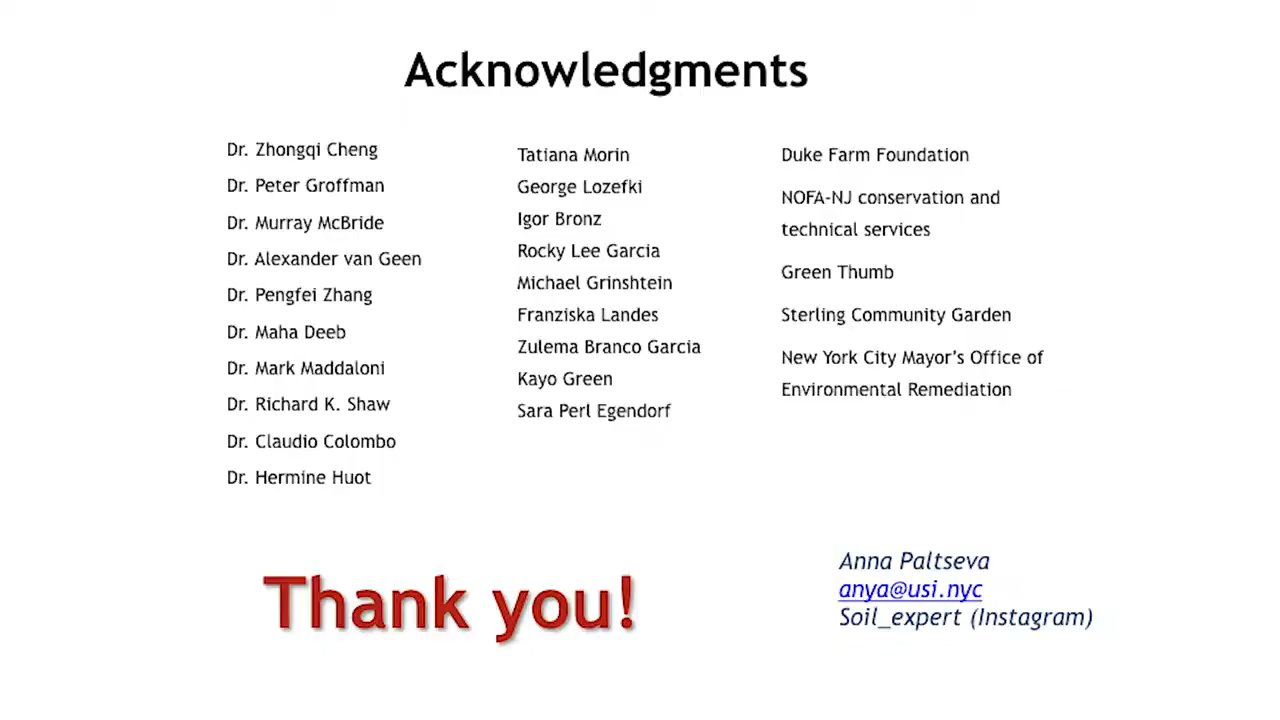 Acknowledgments
Dr. Zhongqi Cheng
Dr. Peter Groffman
Dr. Murray McBride
Dr. Alexander van Geen
Dr. Pengfei Zhang
Dr. Maha Deeb
Dr. Mark Maddaloni
Dr. Richard K. Shaw
Dr. Claudio Colombo
Dr. Hermine Huot
Tatiana Morin
George Lozefki
Igor Bronz
Rocky Lee Garcia
Michael Grinshtein
Franziska Landes
Zulema Branco Garcia
Kayo Green
Sara Perl Egendorf
Duke Farm Foundation
NOFA-NJ conservation and
technical services
Green Thumb
Sterling Community Garden
New York City Mayor's Office of
Environmental Remediation
Thank you!
Anna Paltseva
anya@usi.nyc
Soil_expert (Instagram)